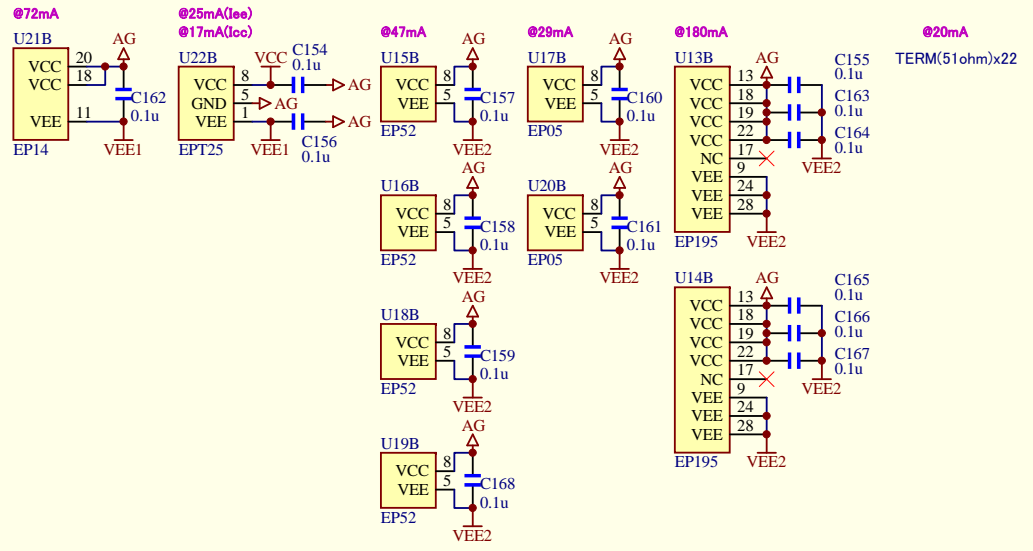 @72mA
U21B
AG
VCC 20
VCC 18
VEE 11
C162
0.1u
VEE1
EP14
@25mA(Iee)
@17mA(Icc)
U22B
VCC
C154
0.1u
VCC 8
AG
GND 5
AG
VEE 1
AG
VEE1
C156
0.1u
EPT25
@47mA
U15B
AG
VCC 8
VEE 5
C157
0.1u
EP52
VEE2
U16B
AG
VCC 8
VEE 5
C158
0.1u
EP52
VEE2
U18B
AG
VCC 8
VEE 5
C159
0.1u
EP52
VEE2
U19B
AG
VCC 8
VEE 5
C168
0.1u
EP52
VEE2
@29mA
U17B
AG
VCC 8
VEE 5
C160
0.1u
EP05
VEE2
U20B
AG
VCC 8
VEE 5
C161
0.1u
EP05
VEE2
@180mA
U13B
AG
VCC 13
VCC 18
VCC 19
VCC 22
NC 17
VEE 9
VEE 24
VEE 28
C155
0.1u
C163
0.1u
C164
0.1u
VEE2
EP195
VEE2
U14B
AG
VCC 13
VCC 18
VCC 19
VCC 22
NC 17
VEE 9
VEE 24
VEE 28
C165
0.1u
C166
0.1u
C167
0.1u
VEE2
EP195
VEE2
@20mA
TERM(51ohm)x22